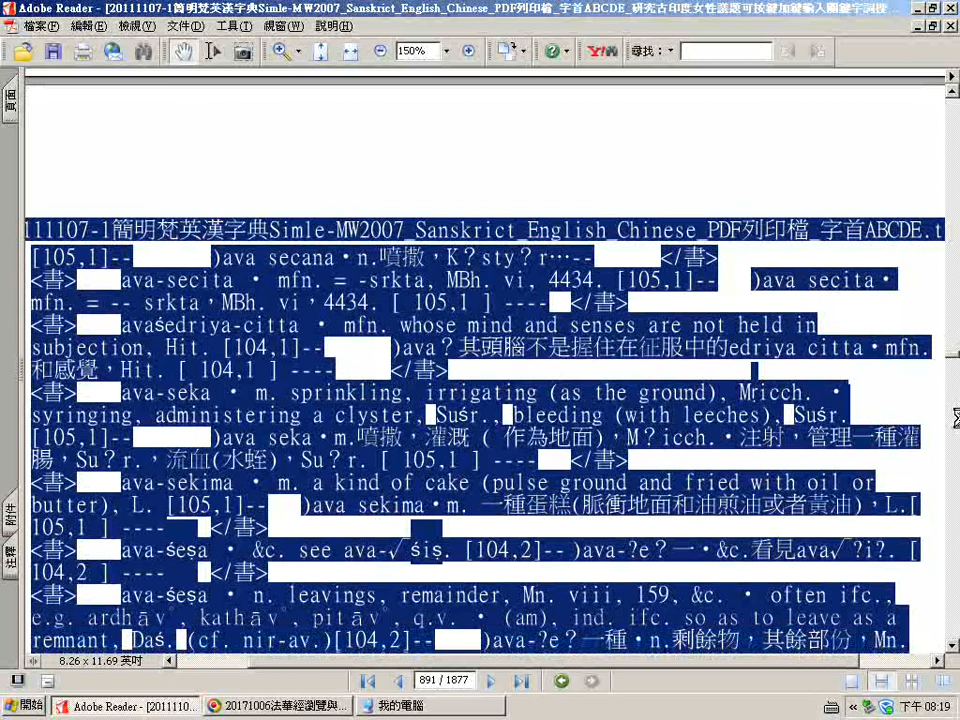 Adobe Reader - [20111107-1簡明梵英漢字典Simle-MW2007_Sanskrict_English_Chinese_PDF列印檔_字首ABCDE_研究古印度女性議題可按鍵加鍵輸入關鍵字詞搜
檔案(F) 編輯(E) 檢視(V) 文件(D) 工具(T) 視窗(W) 說明(H)
150% Y! 尋找:
頁面
111107-1簡明梵英漢字典Simle-MW2007_Sanskrict_English_Chinese_PDF列印檔_字首ABCDE.t
[105,1]-- )ava secana‧n.噴撒,K?sty?r…-- </書>
<書> ava-secita ‧ mfn. = -srkta, MBh. vi, 4434. [105,1]-- )ava secita‧
mfn. = -- srkta,MBh. vi,4434. [ 105,1 ] ---- </書>
<書> avaśedriya-citta ‧ mfn. whose mind and senses are not held in
subjection, Hit. [104,1]-- )ava?其頭腦不是握住在征服中的edriya citta‧mfn.
和感覺,Hit. [ 104,1 ] ---- </書>
<書> ava-seka ‧ m. sprinkling, irrigating (as the ground), Mṛicch. ‧
syringing, administering a clyster, Suśr., bleeding (with leeches), Suśr.
[105,1]-- )ava seka‧m.噴撒,灌溉 ( 作為地面),M?icch.‧注射,管理一種灌
腸,Su?r.,流血(水蛭),Su?r. [ 105,1 ] ---- </書>
<書> ava-sekima ‧ m. a kind of cake (pulse ground and fried with oil or
butter), L. [105,1]-- )ava sekima‧m. 一種蛋糕(脈衝地面和油煎油或者黃油),L.[
105,1 ] ---- </書>
<書> ava-śeṣa ‧ &c. see ava-√ śiṣ. [104,2]-- )ava-?e?一‧&c.看見ava√?i?. [
104,2 ] ---- </書>
<書> ava-śeṣa ‧ n. leavings, remainder, Mn. viii, 159, &c. ‧ often ifc.,
e.g. ardhāv°, kathāv°, pitāv°, q.v. ‧ (am), ind. ifc. so as to leave as a
remnant, Daś. (cf. nir-av.)[104,2]-- )ava-?e?一種‧n.剩餘物,其餘部份,Mn.
附件
注釋
8.26 x 11.69 英吋
891 / 1877
開始 Adobe Reader - [2011110... 20171006法華經瀏覽與... 我的電腦 下午 08:19